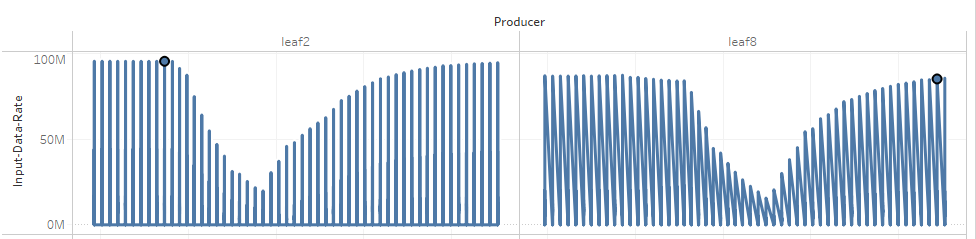 Producer
leaf2
leaf8
100M
50M
0M
Input-Data-Rate